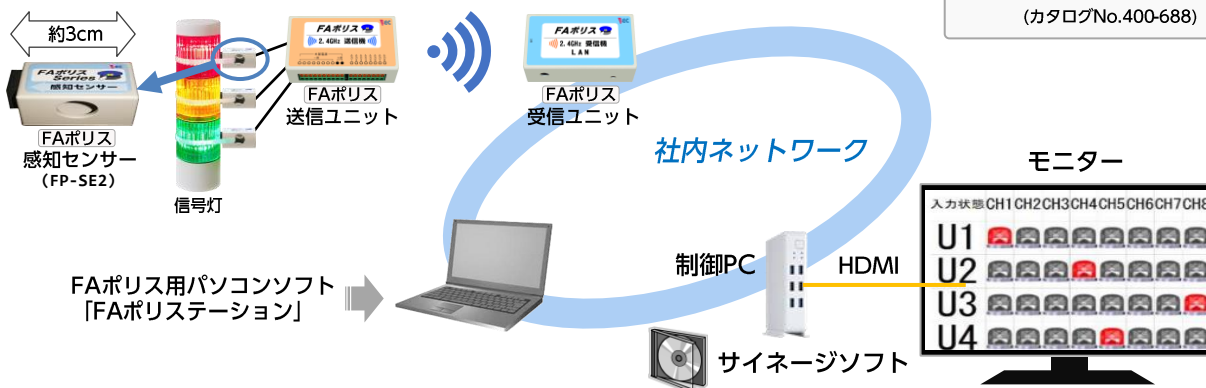 (カタログNo.400-688)
約3cm
FAポリス
Series
感知センサー
FAポリス
感知センサー
(FP-SE2)
信号灯
FAポリス
2.4GHz 送信機
FAポリス
送信ユニット
FAポリス
2.4GHz 受信機
LAN
FAポリス
受信ユニット
社内ネットワーク
モニター
入力状態 CH1 CH2 CH3 CH4 CH5 CH6 CH7 CH8
U1
U2
U3
U4
制御PC
HDMI
FAポリス用パソコンソフト
「FAポリステーション」
サイネージソフト